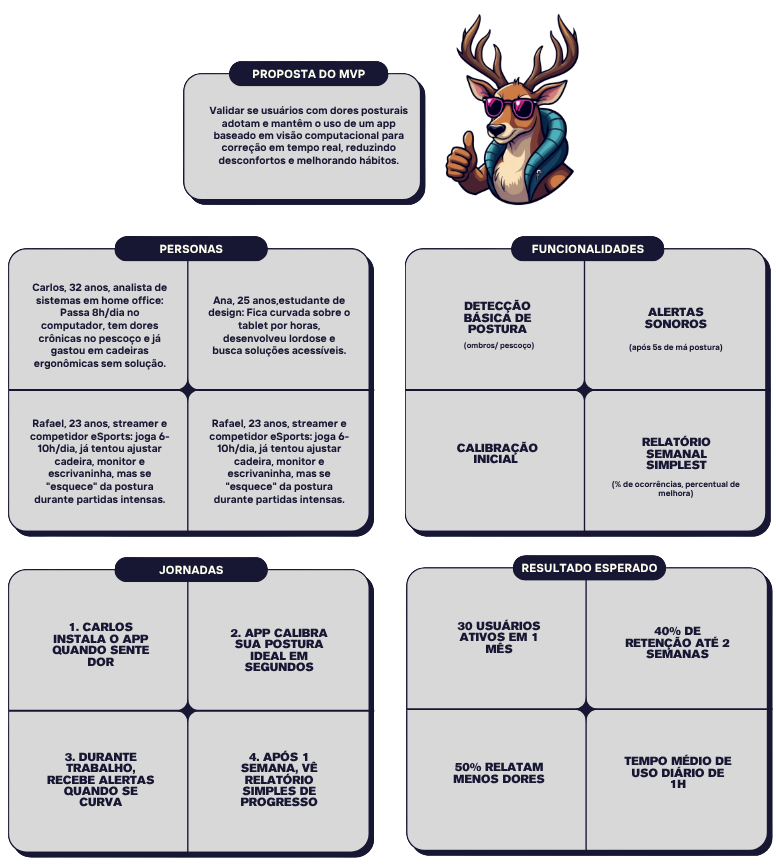 PROPOSTA DO MVP
Validar se usuários com dores posturais
adotam e mantêm o uso de um app
baseado em visão computacional para
correção em tempo real, reduzindo
desconfortos e melhorando hábitos.
PERSONAS
Carlos, 32 anos, analista de
sistemas em home office:
Passa 8h/dia no
computador, tem dores
crônicas no pescoço e já
gastou em cadeiras
ergonômicas sem solução.
Ana, 25 anos,estudante de
design: Fica curvada sobre o
tablet por horas,
desenvolveu lordose e
busca soluções acessíveis.
Rafael, 23 anos, streamer e
competidor eSports: joga 6-
10h/dia, já tentou ajustar
cadeira, monitor e
escrivaninha, mas se
"esquece" da postura
durante partidas intensas.
Rafael, 23 anos, streamer e
competidor eSports: joga 6-
10h/dia, já tentou ajustar
cadeira, monitor e
escrivaninha, mas se
"esquece" da postura
durante partidas intensas.
FUNCIONALIDADES
DETECÇÃO
BÁSICA DE
POSTURA
(ombros/ pescoço)
ALERTAS
SONOROS
(após 5s de má postura)
CALIBRAÇÃO
INICIAL
RELATÓRIO
SEMANAL
SIMPLEST
(% de ocorrências, percentual de
melhora)
JORNADAS
1. CARLOS
INSTALA O APP
QUANDO SENTE
DOR
2. APP CALIBRA
SUA POSTURA
IDEAL EM
SEGUNDOS
3. DURANTE
TRABALHO,
RECEBE ALERTAS
QUANDO SE
CURVA
4. APÓS 1
SEMANA, VÊ
RELATÓRIO
SIMPLES DE
PROGRESSO
RESULTADO ESPERADO
30 USUÁRIOS
ATIVOS EM 1
MÊS
40% DE
RETENÇÃO ATÉ 2
SEMANAS
50% RELATAM
MENOS DORES
TEMPO MÉDIO DE
USO DIÁRIO DE
1H